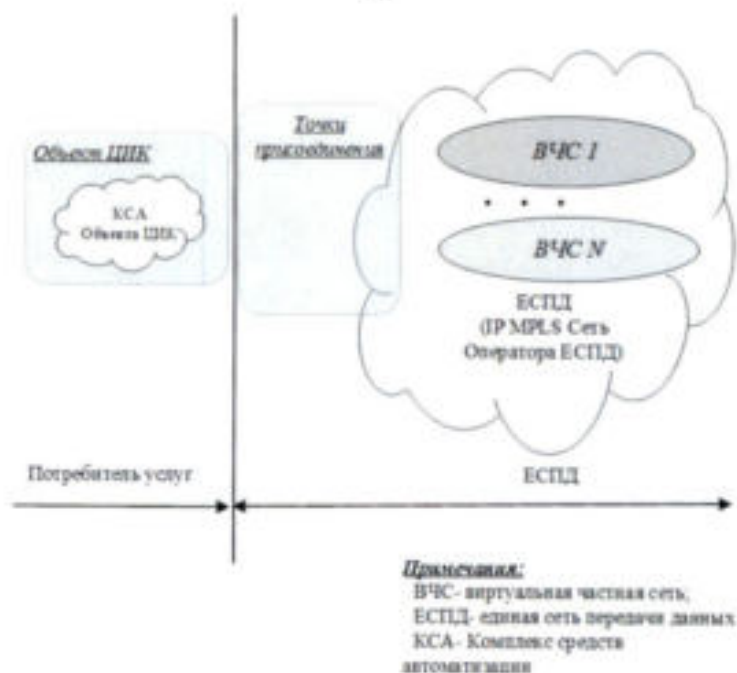 Объект ЦИК
КСА
Объекта ЦИК
Точки
присоединения
ВЧС 1
. . .
ВЧС N
ЕСПД
(IP MPLS Сеть
Оператора ЕСПД)
Потребитель услуг
ЕСПД
Примечания:
ВЧС- виртуальная частная сеть,
ЕСПД- единая сеть передачи данных
КСА- Комплекс средств
автоматизации